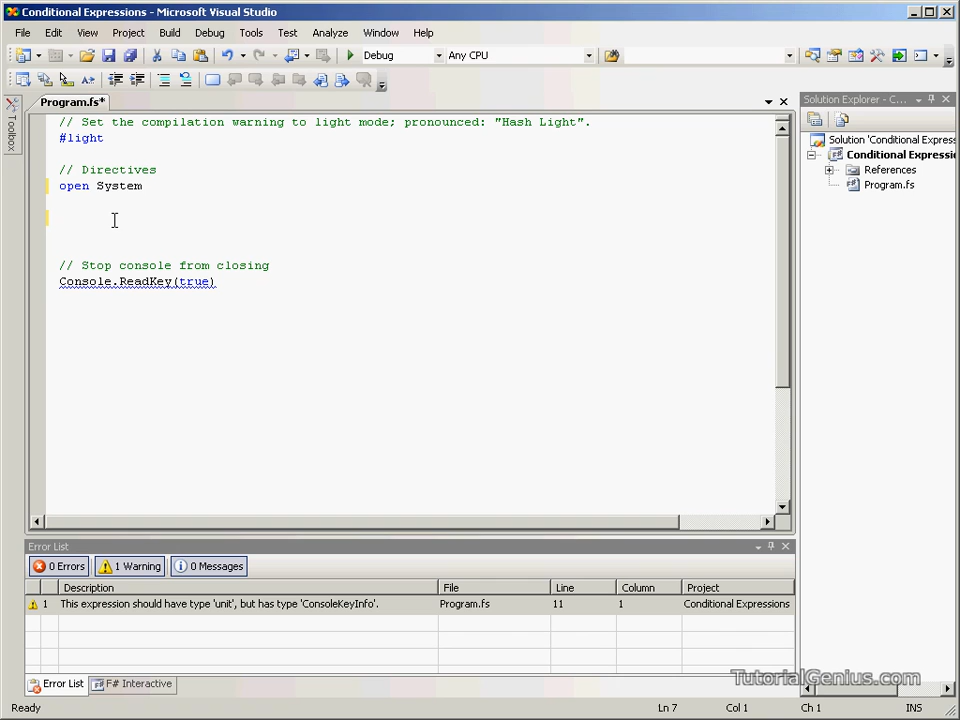 Conditional Expressions - Microsoft Visual Studio
File Edit View Project Build Debug Tools Test Analyze Window Help
Debug Any CPU
Program.fs*
Solution Explorer - C...
Toolbox
// Set the compilation warning to light mode; pronounced: "Hash Light".
#light
// Directives
open System
// Stop console from closing
Console.ReadKey(true)
Solution 'Conditional Express
Conditional Expressi
References
Program.fs
Error List
0 Errors 1 Warning 0 Messages
Description File Line Column Project
1 This expression should have type 'unit', but has type 'ConsoleKeyInfo'. Program.fs 11 1 Conditional Expressions
Error List F# Interactive
TutorialGenius.com
Ready Ln 7 Col 1 Ch 1 INS